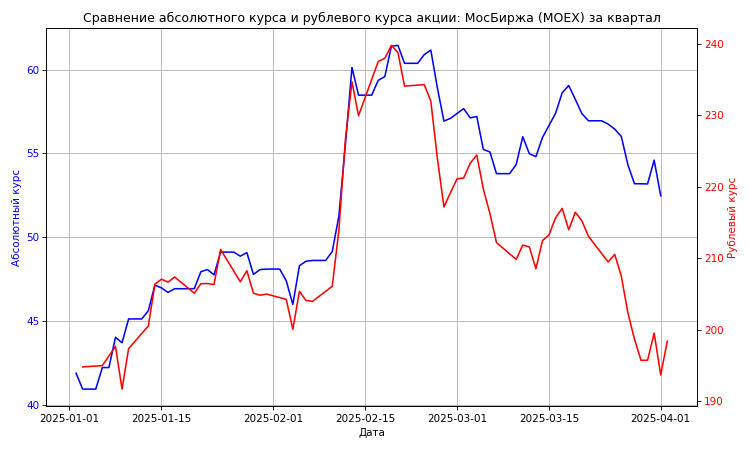 Сравнение абсолютного курса и рублевого курса акции: МосБиржа (MOEX) за квартал
Абсолютный курс
60
55
50
45
40
240
230
220
210
200
190
Рублевый курс
2025-01-01 2025-01-15 2025-02-01 2025-02-15 2025-03-01 2025-03-15 2025-04-01
Дата